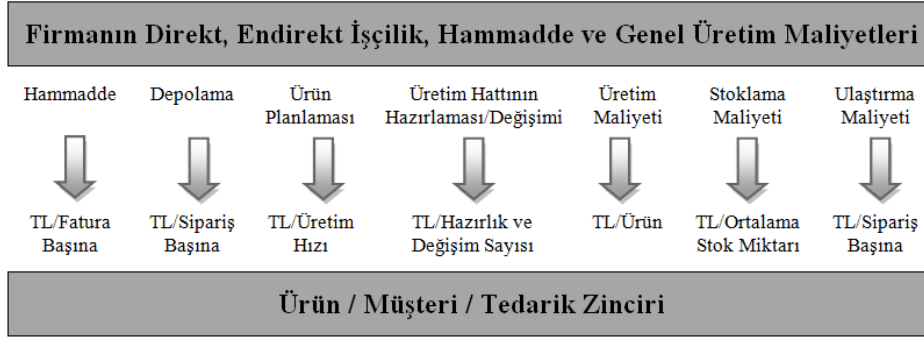 Firmanın Direkt, Endirekt İşçilik, Hammadde ve Genel Üretim Maliyetleri
Hammadde
Depolama
Ürün
Planlaması
Üretim Hattının
Hazırlaması/Değişimi
Üretim
Maliyeti
Stoklama
Maliyeti
Ulaştırma
Maliyeti
TL/Fatura
Başına
TL/Sipariş
Başına
TL/Üretim
Hızı
TL/Hazırlık ve
Değişim Sayısı
TL/Ürün
TL/Ortalama
Stok Miktarı
TL/Sipariş
Başına
Ürün / Müşteri / Tedarik Zinciri